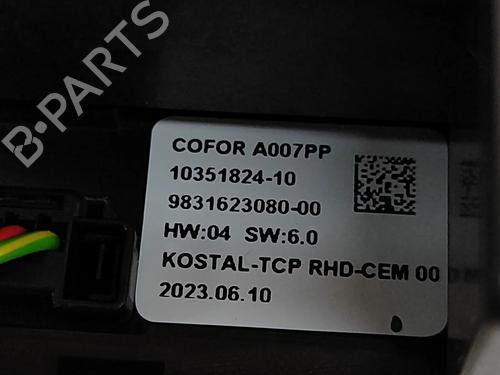 COFOR A007PP
10351824-10
9831623080-00
HW:04 SW:6.0
KOSTAL-TCP RHD-CEM 00
2023.06.10
B-PARTS